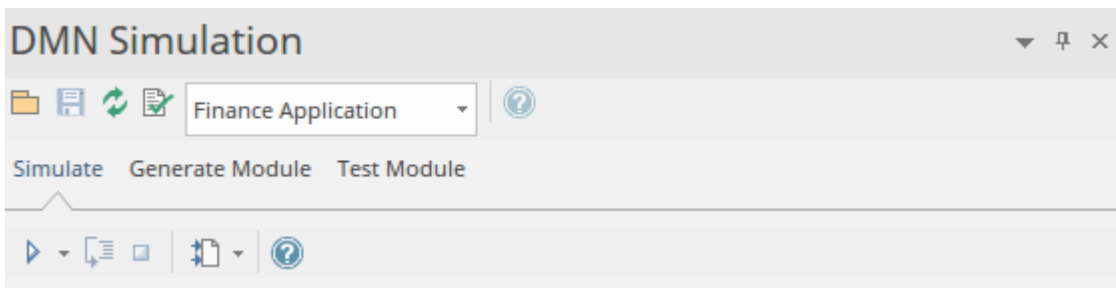 DMN Simulation
Finance Application
Simulate Generate Module Test Module